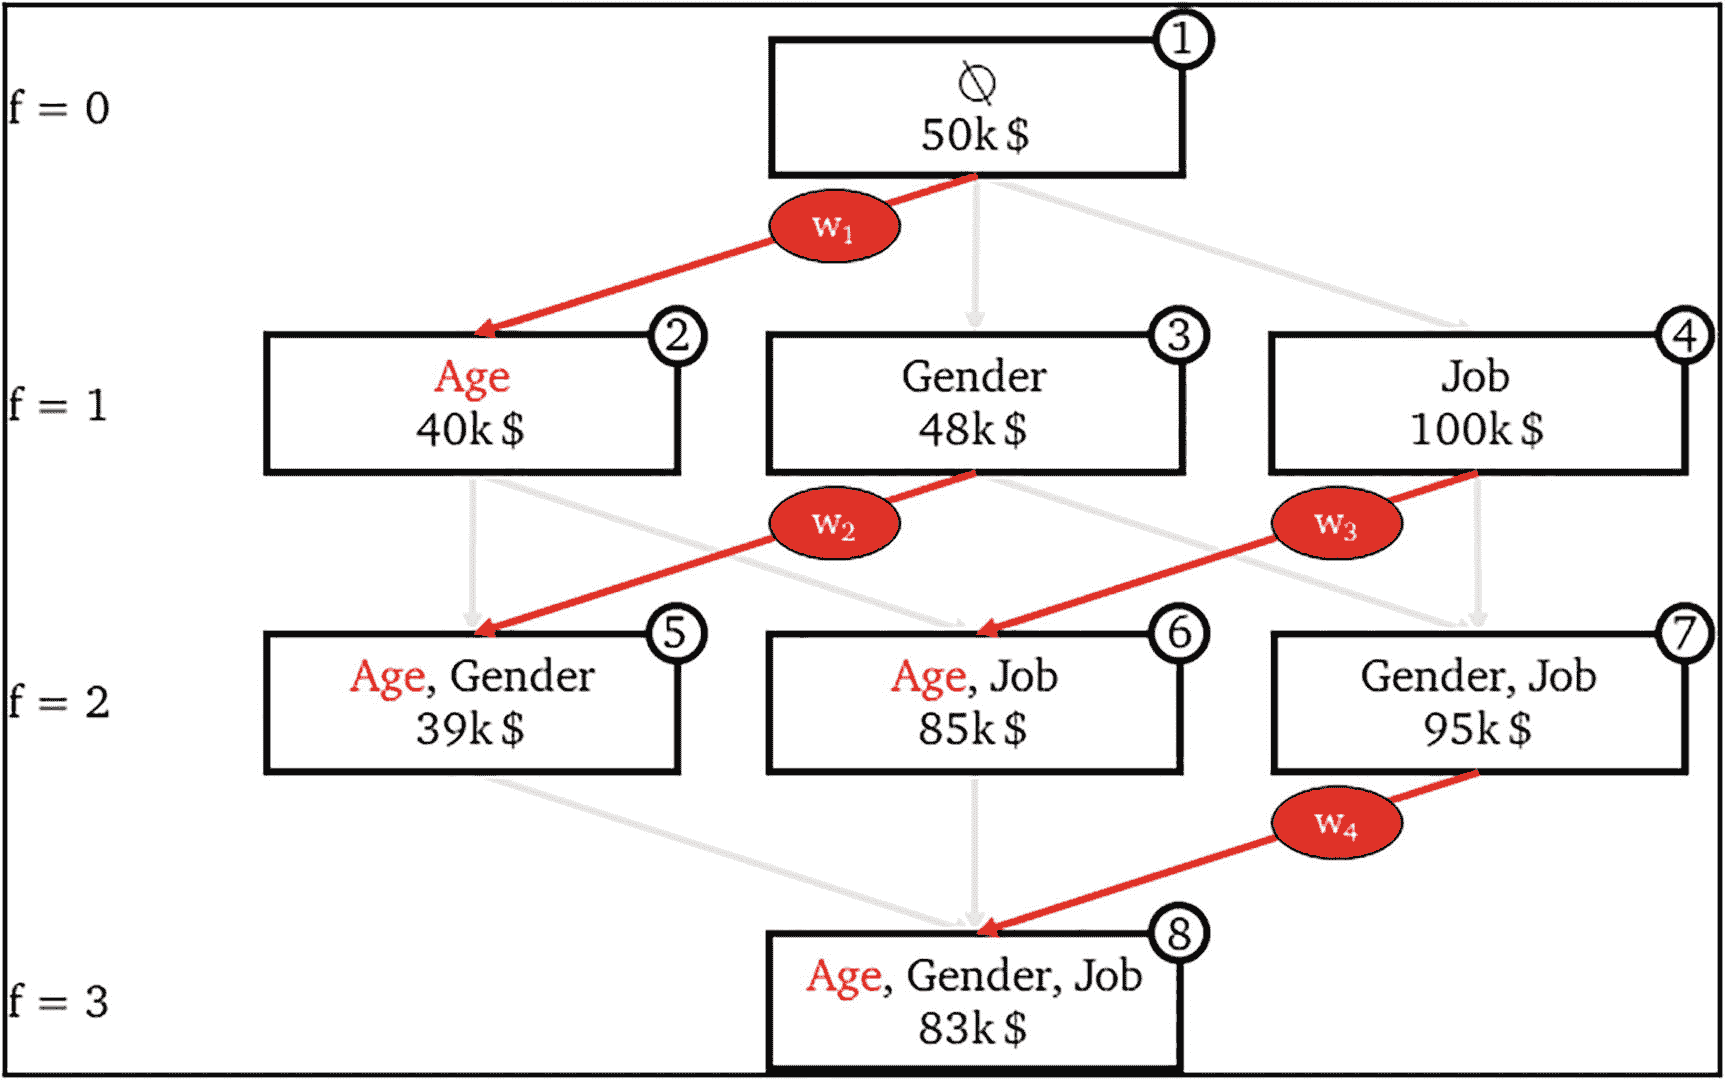 1
f = 0
∅
50k $
w₁
2
3
4
f = 1
Age
40k $
Gender
48k $
Job
100k $
w₂
w₃
5
6
7
f = 2
Age, Gender
39k $
Age, Job
85k $
Gender, Job
95k $
w₄
8
f = 3
Age, Gender, Job
83k $